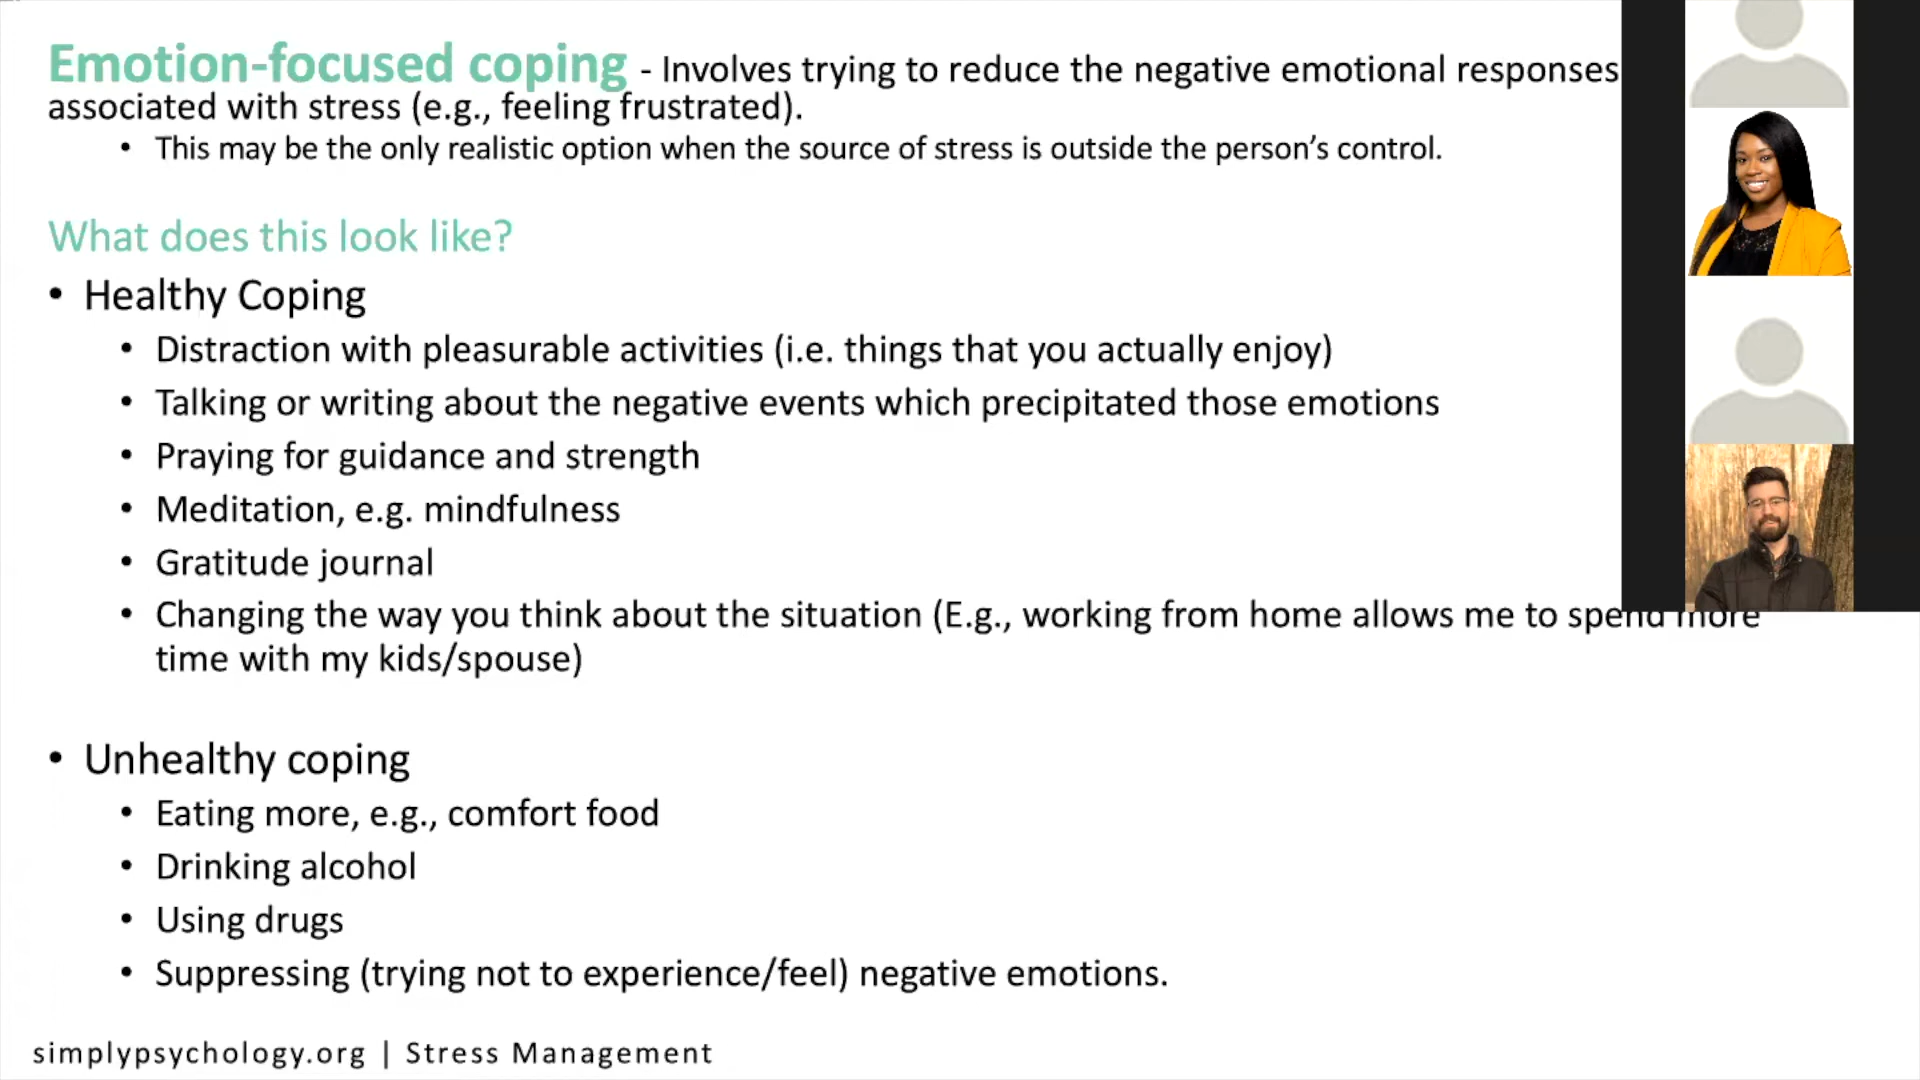 Emotion-focused coping - Involves trying to reduce the negative emotional responses
associated with stress (e.g., feeling frustrated).
• This may be the only realistic option when the source of stress is outside the person’s control.
What does this look like?
• Healthy Coping
• Distraction with pleasurable activities (i.e. things that you actually enjoy)
• Talking or writing about the negative events which precipitated those emotions
• Praying for guidance and strength
• Meditation, e.g. mindfulness
• Gratitude journal
• Changing the way you think about the situation (E.g., working from home allows me to spend more
time with my kids/spouse)
• Unhealthy coping
• Eating more, e.g., comfort food
• Drinking alcohol
• Using drugs
• Suppressing (trying not to experience/feel) negative emotions.
simplypsychology.org | Stress Management